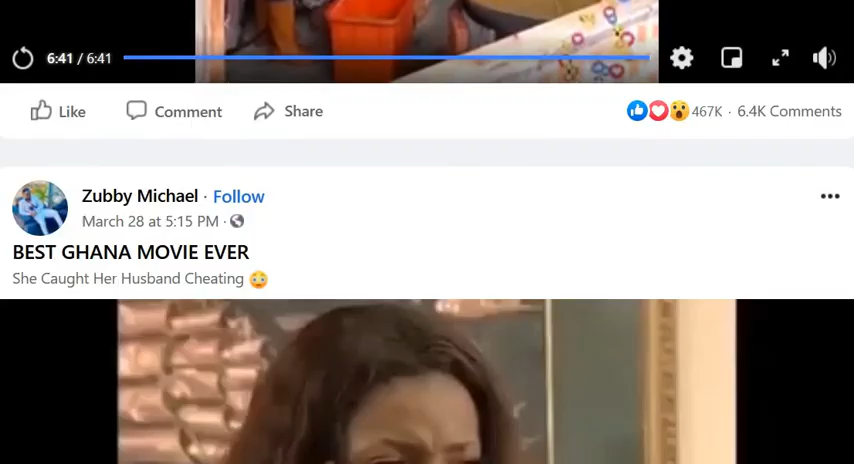 6:41 / 6:41
Like Comment Share 467K · 6.4K Comments
Zubby Michael · Follow
March 28 at 5:15 PM ·
BEST GHANA MOVIE EVER
She Caught Her Husband Cheating 😳